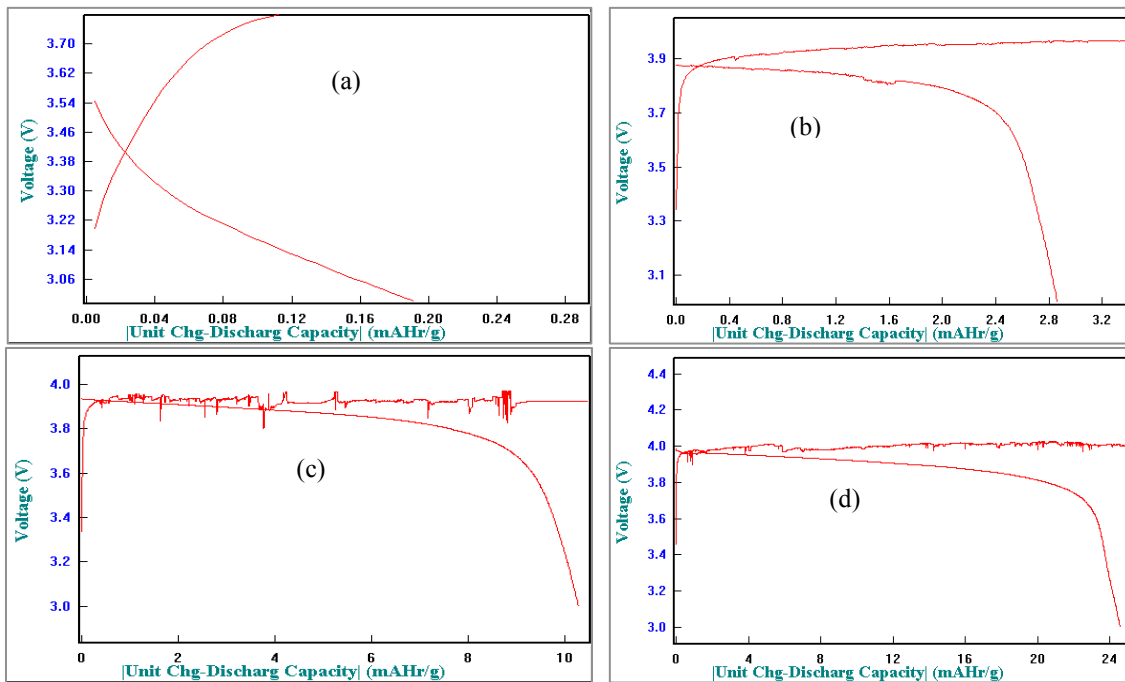 3.70
3.62
3.54
3.46
3.38
3.30
3.22
3.14
3.06
Voltage (V)
(a)
0.00 0.04 0.08 0.12 0.16 0.20 0.24 0.28
|Unit Chg-Discharg Capacity| (mAHr/g)
3.9
3.7
3.5
3.3
3.1
Voltage (V)
(b)
0.0 0.4 0.8 1.2 1.6 2.0 2.4 2.8 3.2
|Unit Chg-Discharg Capacity| (mAHr/g)
4.0
3.8
3.6
3.4
3.2
3.0
Voltage (V)
(c)
0 2 4 6 8 10
|Unit Chg-Discharg Capacity| (mAHr/g)
4.4
4.2
4.0
3.8
3.6
3.4
3.2
3.0
Voltage (V)
(d)
0 4 8 12 16 20 24
|Unit Chg-Discharg Capacity| (mAHr/g)